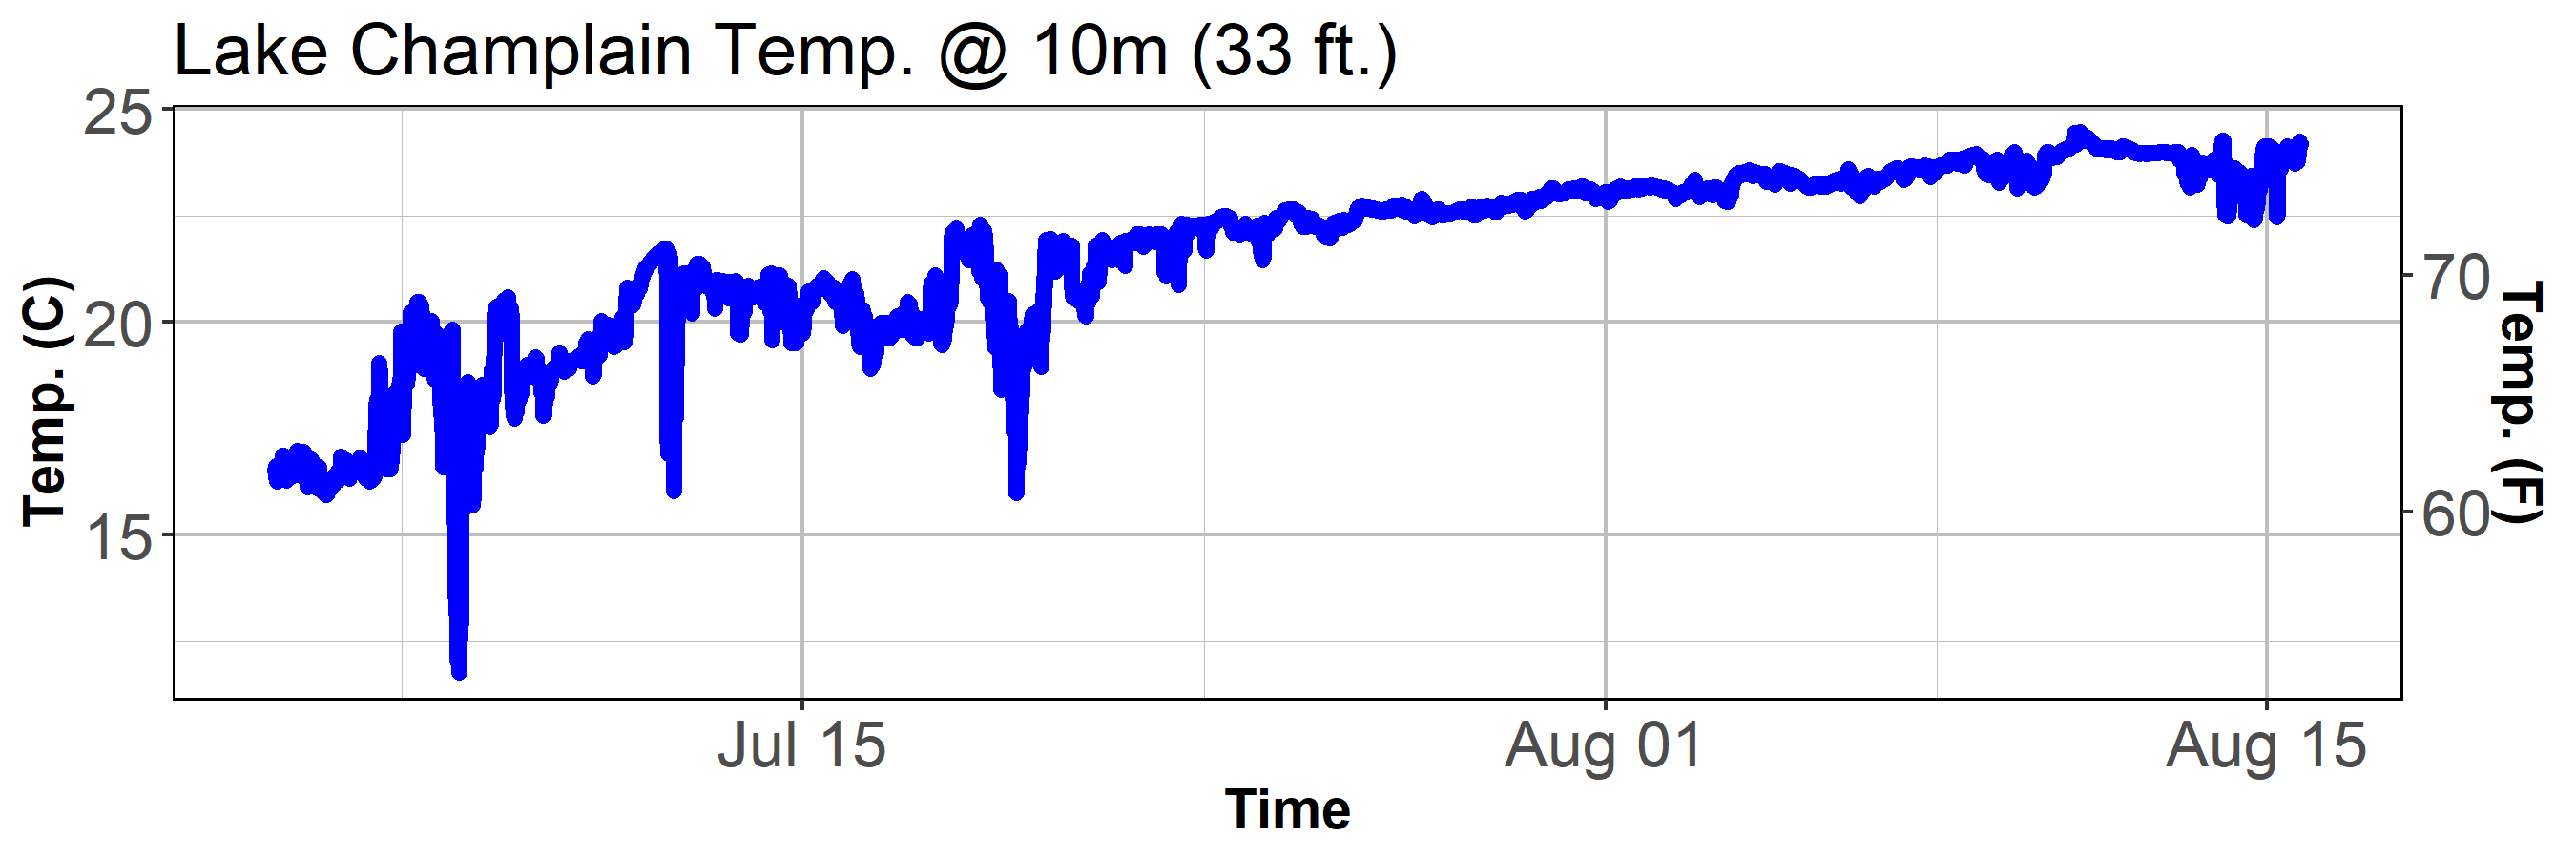 Lake Champlain Temp. @ 10m (33 ft.)
25
20
15
Temp. (C)
70
60
Temp. (F)
Jul 15
Aug 01
Aug 15
Time